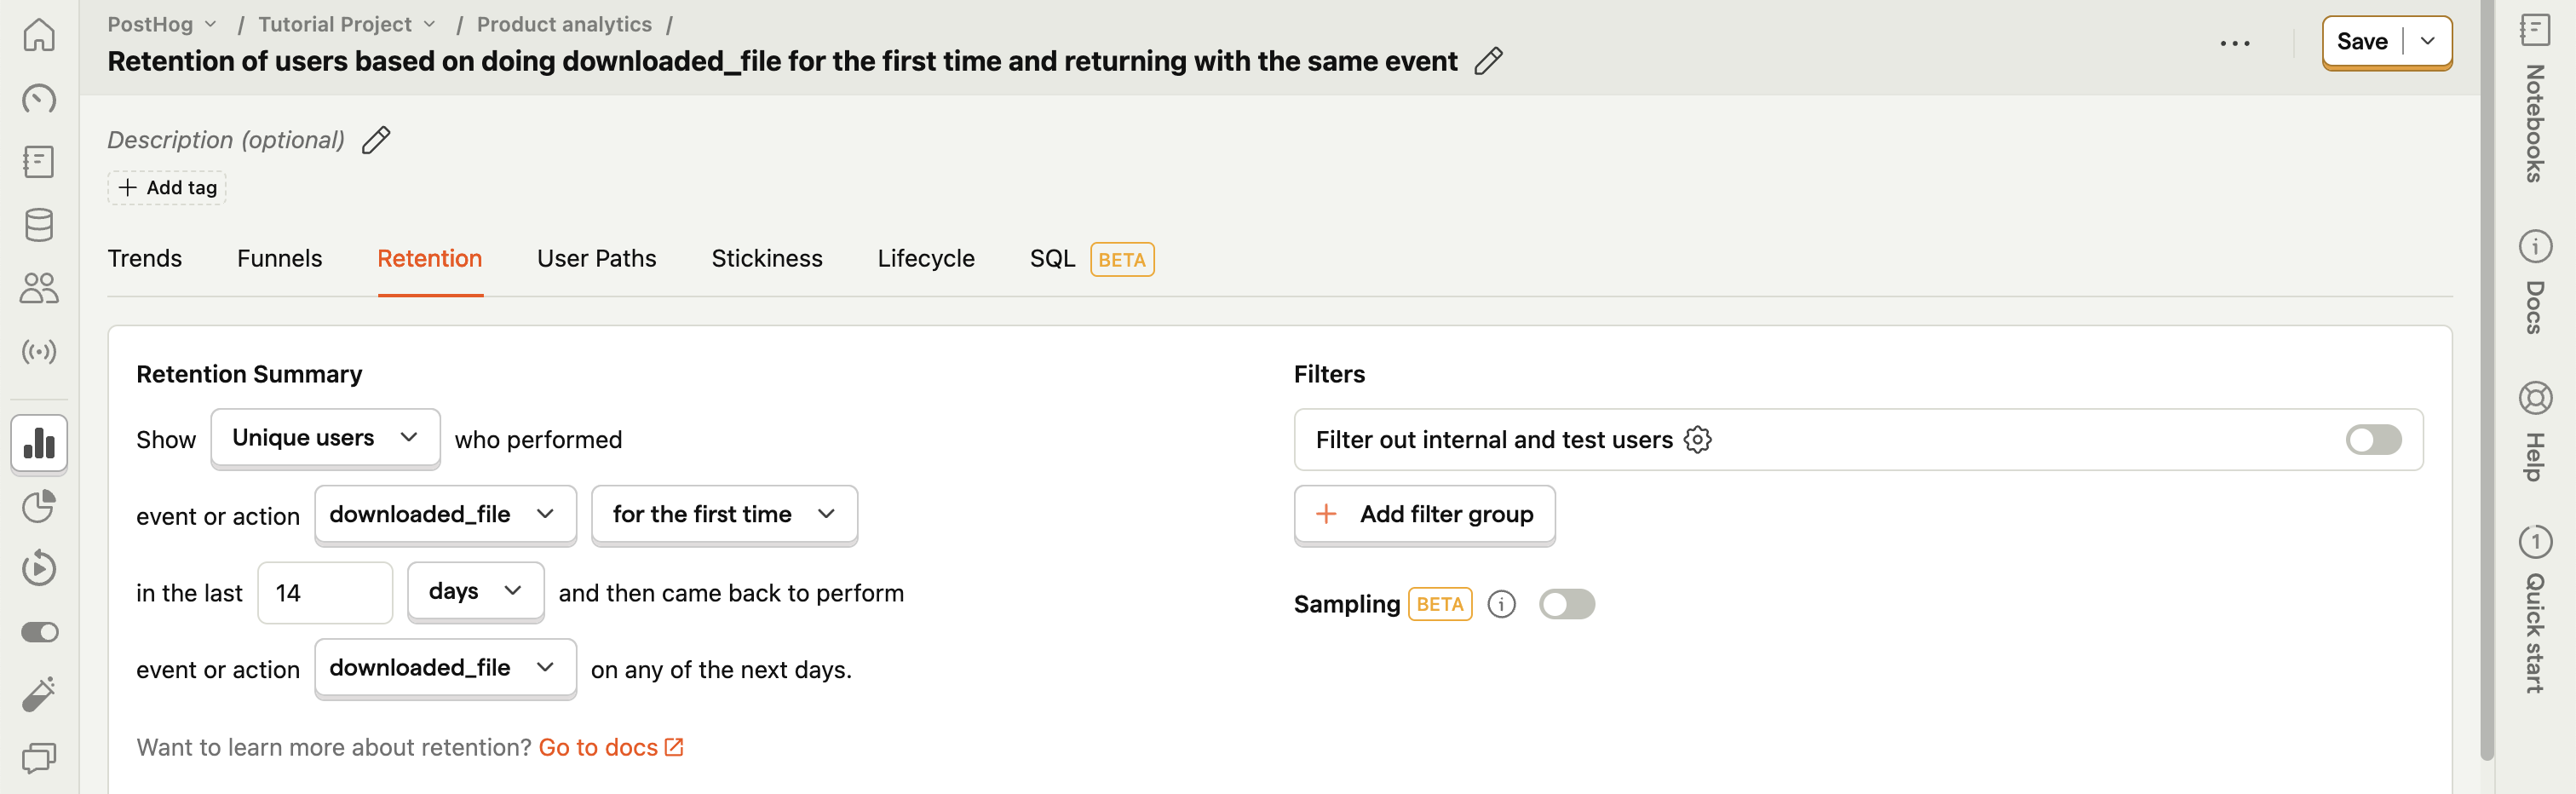 PostHog / Tutorial Project / Product analytics /
Retention of users based on doing downloaded_file for the first time and returning with the same event
Save
Description (optional)
Add tag
Trends Funnels Retention User Paths Stickiness Lifecycle SQL BETA
Retention Summary
Show Unique users who performed
event or action downloaded_file for the first time
in the last 14 days and then came back to perform
event or action downloaded_file on any of the next days.
Want to learn more about retention? Go to docs
Filters
Filter out internal and test users
Add filter group
Sampling BETA
Notebooks
Docs
Help
1
Quick start